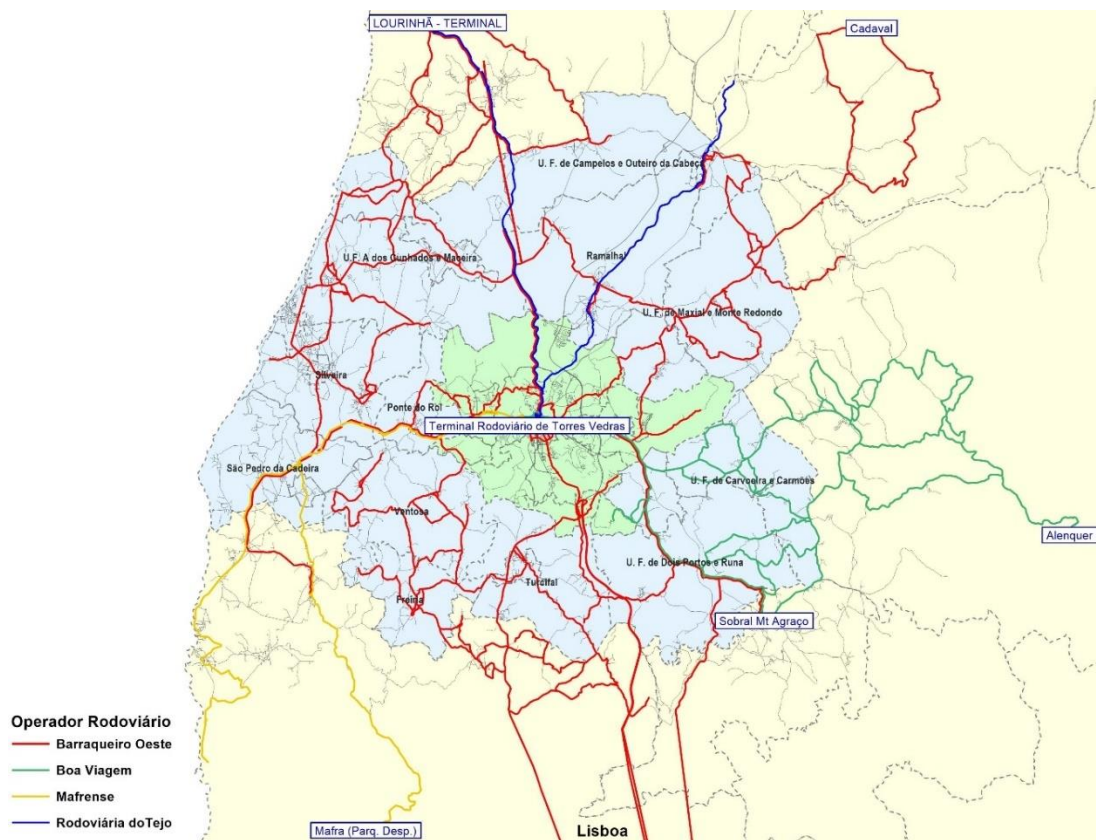 LOURINHÃ - TERMINAL
Cadaval
U. F. de Campelos e Outeiro da Cabeça
U.F. A dos Cunhados e Maceira
Ramalhal
U. F. de Maxial e Monte Redondo
Silveira
Ponte do Rol
Terminal Rodoviário de Torres Vedras
São Pedro da Cadeira
U. F. de Carvoeira e Carmões
Ventosa
Alenquer
U. F. de Dois Portos e Runa
Turcifal
Freiria
Sobral Mt Agraço
Operador Rodoviário
Barraqueiro Oeste
Boa Viagem
Mafrense
Rodoviária doTejo
Mafra (Parq. Desp.)
Lisboa